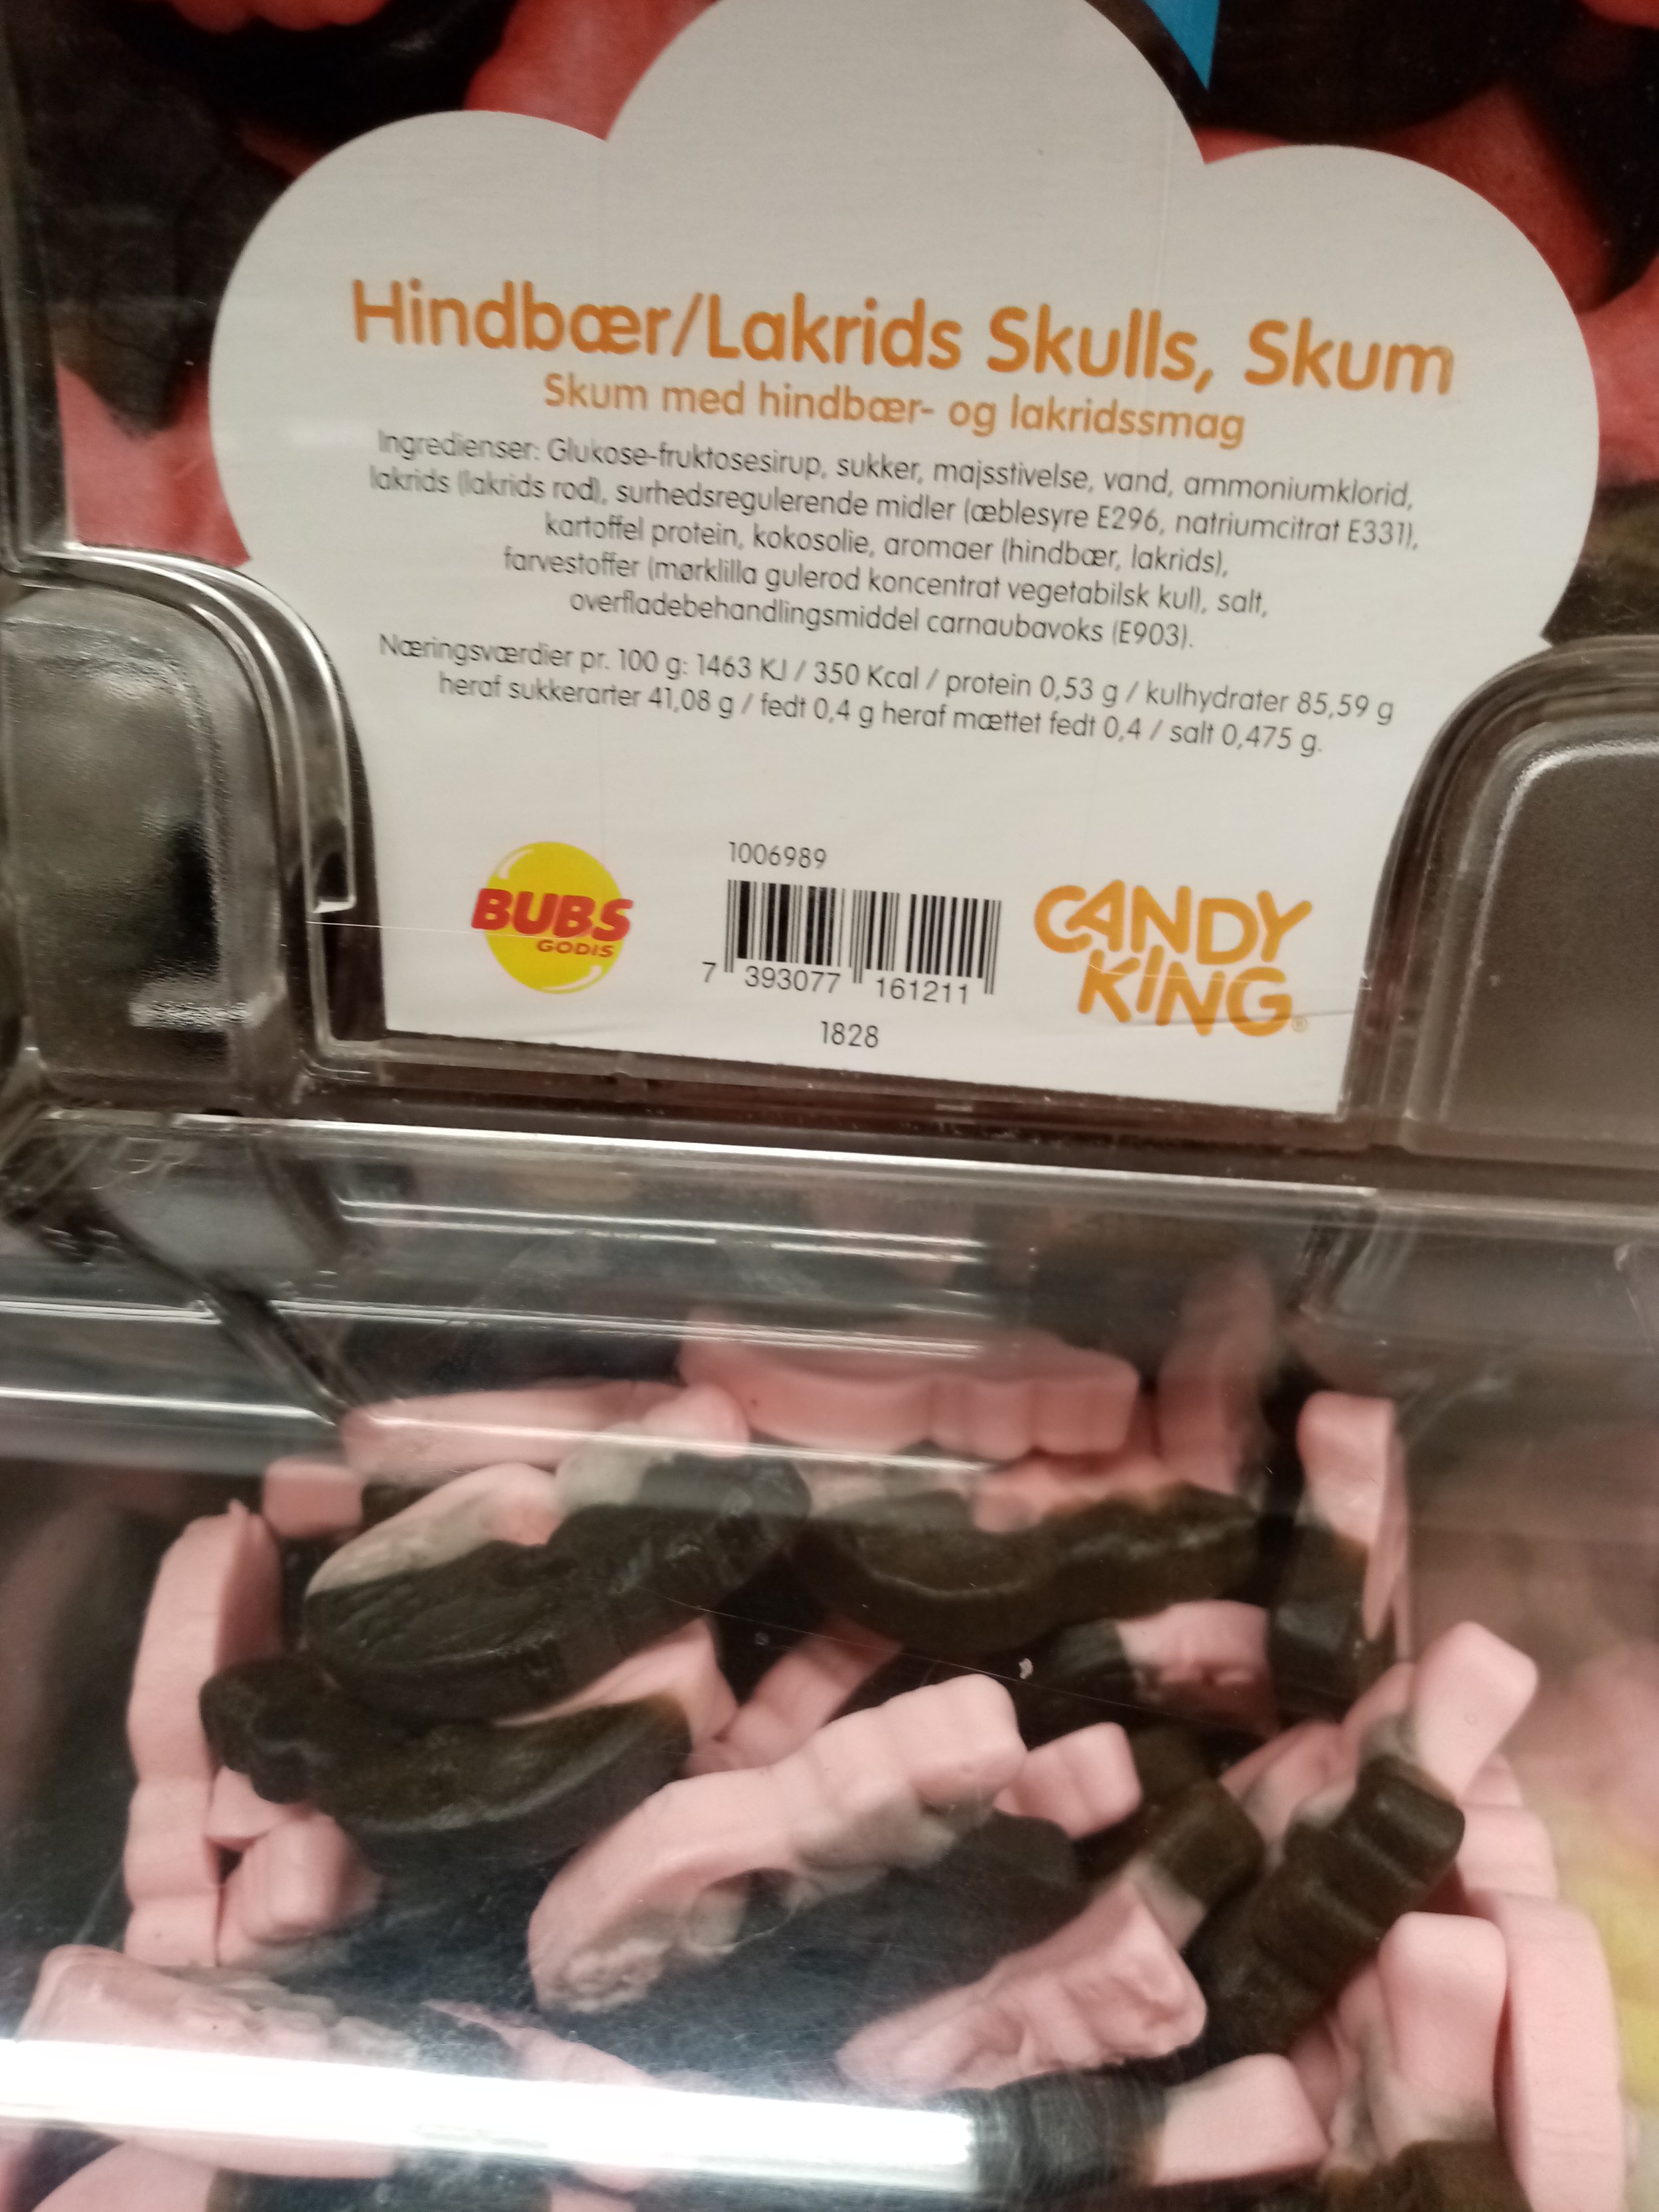 Hindbær/Lakrids Skulls, Skum
Skum med hindbær- og lakridssmag
Ingredienser: Glukose-fruktosesirup, sukker, majsstivelse, vand, ammoniumklorid,
lakrids (lakrids rod), surhedsregulerende midler (æblesyre E296, natriumcitrat E331),
kartoffel protein, kokosolie, aromaer (hindbær, lakrids),
farvestoffer (mørklilla gulerod koncentrat vegetabilsk kul), salt,
overfladebehandlingsmiddel carnaubavoks (E903).
Næringsværdier pr. 100 g: 1463 KJ / 350 Kcal / protein 0,53 g / kulhydrater 85,59 g
heraf sukkerarter 41,08 g / fedt 0,4 g heraf mættet fedt 0,4 / salt 0,475 g.
BUBS
GODIS
1006989
7 393077 161211
1828
CANDY
KING®